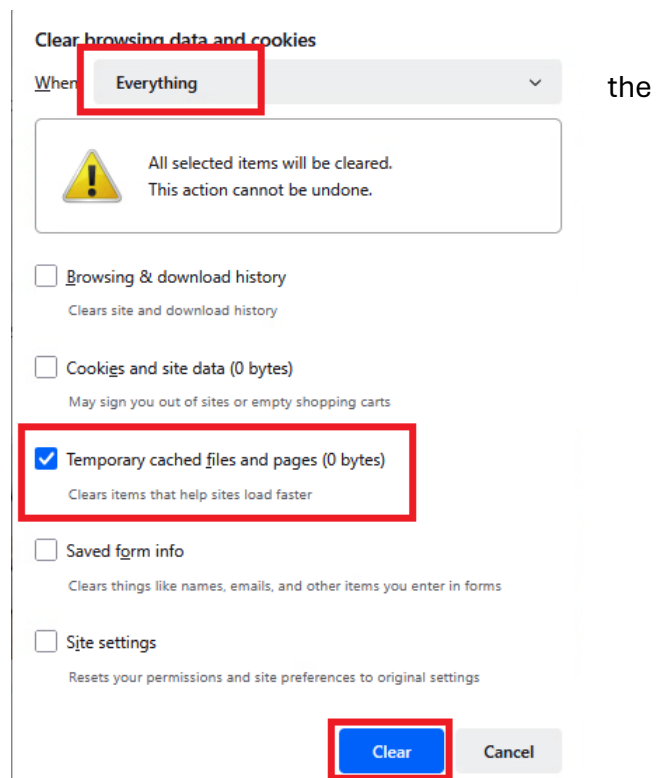 Clear browsing data and cookies
When Everything the
All selected items will be cleared.
This action cannot be undone.
Browsing & download history
Clears site and download history
Cookies and site data (0 bytes)
May sign you out of sites or empty shopping carts
Temporary cached files and pages (0 bytes)
Clears items that help sites load faster
Saved form info
Clears things like names, emails, and other items you enter in forms
Site settings
Resets your permissions and site preferences to original settings
Clear Cancel